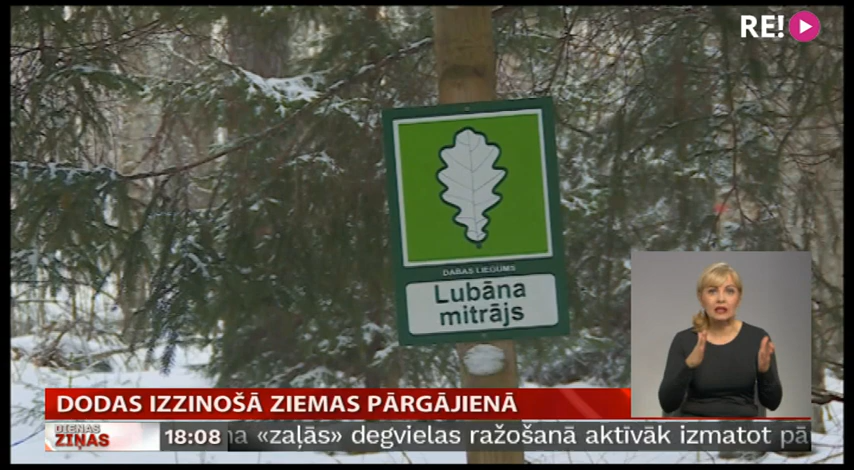 RE!
DABAS LIEGUMS
Lubāna
mitrājs
DODAS IZZINOŠĀ ZIEMAS PĀRGĀJIENĀ
DIENAS
ZIŅAS
18:08
«zaļās» degvielas ražošanā aktīvāk izmatot